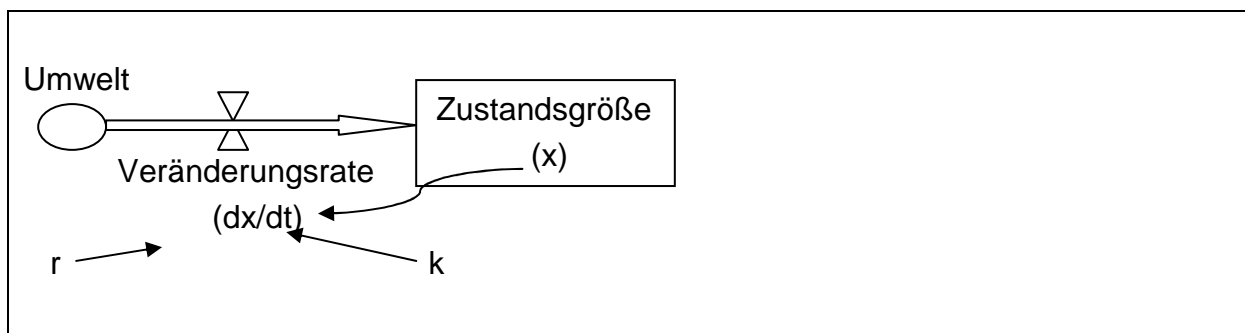 Umwelt
Zustandsgröße
(x)
Veränderungsrate
(dx/dt)
r
k